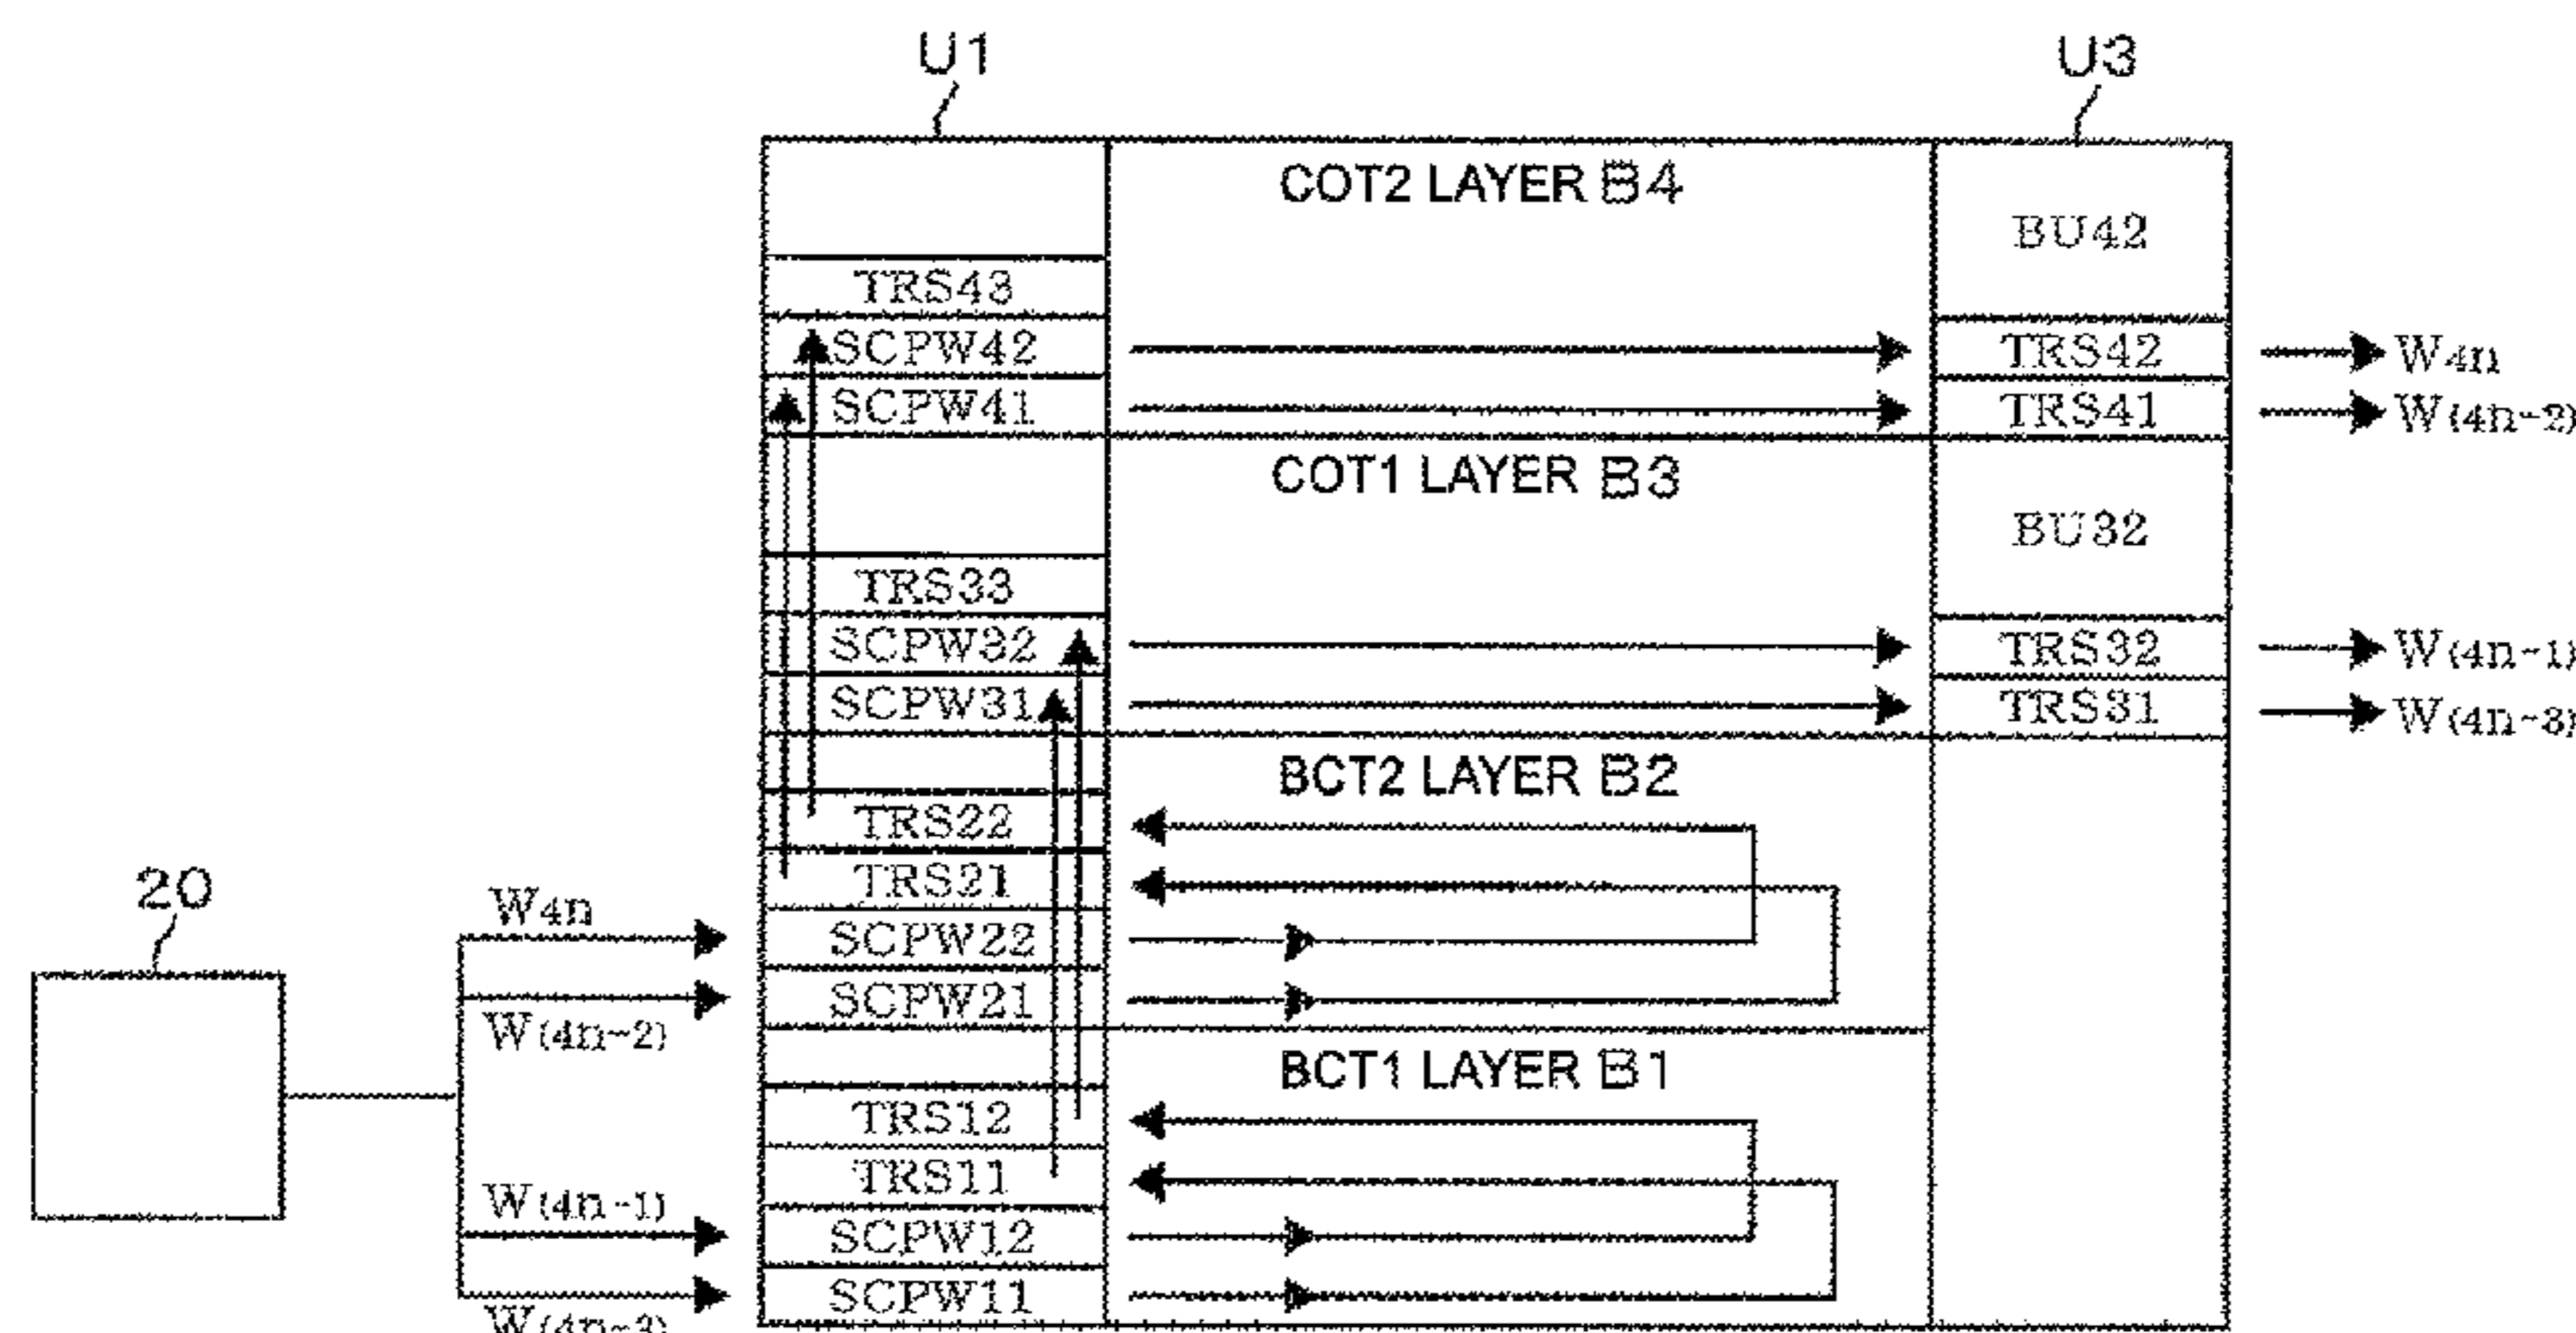 U1
U3
COT2 LAYER B4
BU42
TRS43
SCPW42
TRS42
W4n
SCPW41
TRS41
W(4n-2)
COT1 LAYER B3
BU32
TRS33
SCPW32
TRS32
W(4n-1)
SCPW31
TRS31
W(4n-3)
BCT2 LAYER B2
TRS22
20
TRS21
W4n
SCPW22
SCPW21
W(4n-2)
BCT1 LAYER B1
TRS12
TRS11
W(4n-1)
SCPW12
SCPW11
W(4n-3)